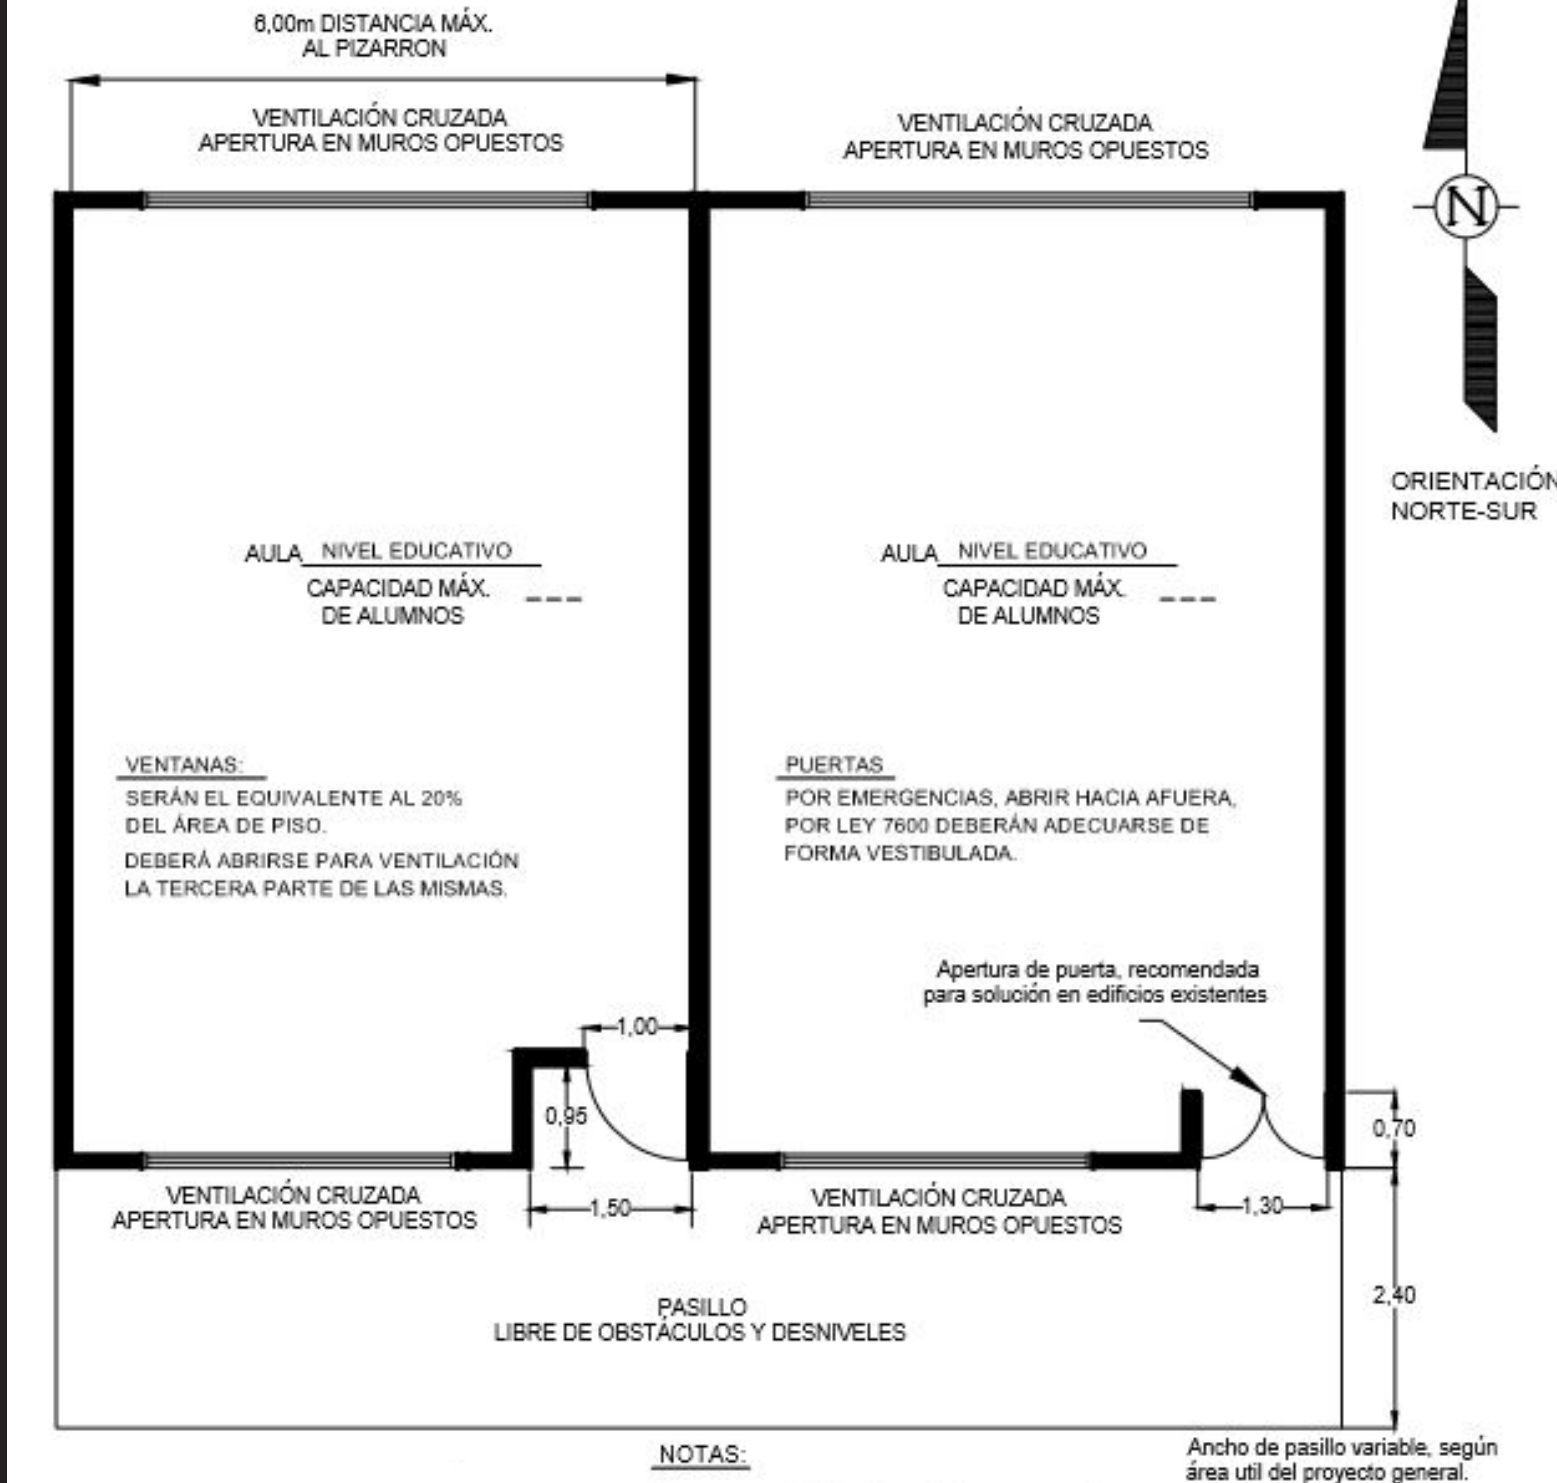 6,00m DISTANCIA MÁX.
AL PIZARRON
VENTILACIÓN CRUZADA
APERTURA EN MUROS OPUESTOS
VENTILACIÓN CRUZADA
APERTURA EN MUROS OPUESTOS
N
ORIENTACIÓN
NORTE-SUR
AULA NIVEL EDUCATIVO
CAPACIDAD MÁX. ___
DE ALUMNOS
AULA NIVEL EDUCATIVO
CAPACIDAD MÁX. ___
DE ALUMNOS
VENTANAS:
SERÁN EL EQUIVALENTE AL 20%
DEL ÁREA DE PISO.
DEBERÁ ABRIRSE PARA VENTILACIÓN
LA TERCERA PARTE DE LAS MISMAS.
PUERTAS
POR EMERGENCIAS, ABRIR HACIA AFUERA,
POR LEY 7600 DEBERÁN ADECUARSE DE
FORMA VESTIBULADA.
Apertura de puerta, recomendada
para solución en edificios existentes
1,00
0,95
1,50
0,70
1,30
2,40
VENTILACIÓN CRUZADA
APERTURA EN MUROS OPUESTOS
VENTILACIÓN CRUZADA
APERTURA EN MUROS OPUESTOS
PASILLO
LIBRE DE OBSTÁCULOS Y DESNIVELES
NOTAS:
Ancho de pasillo variable, según
área util del proyecto general.